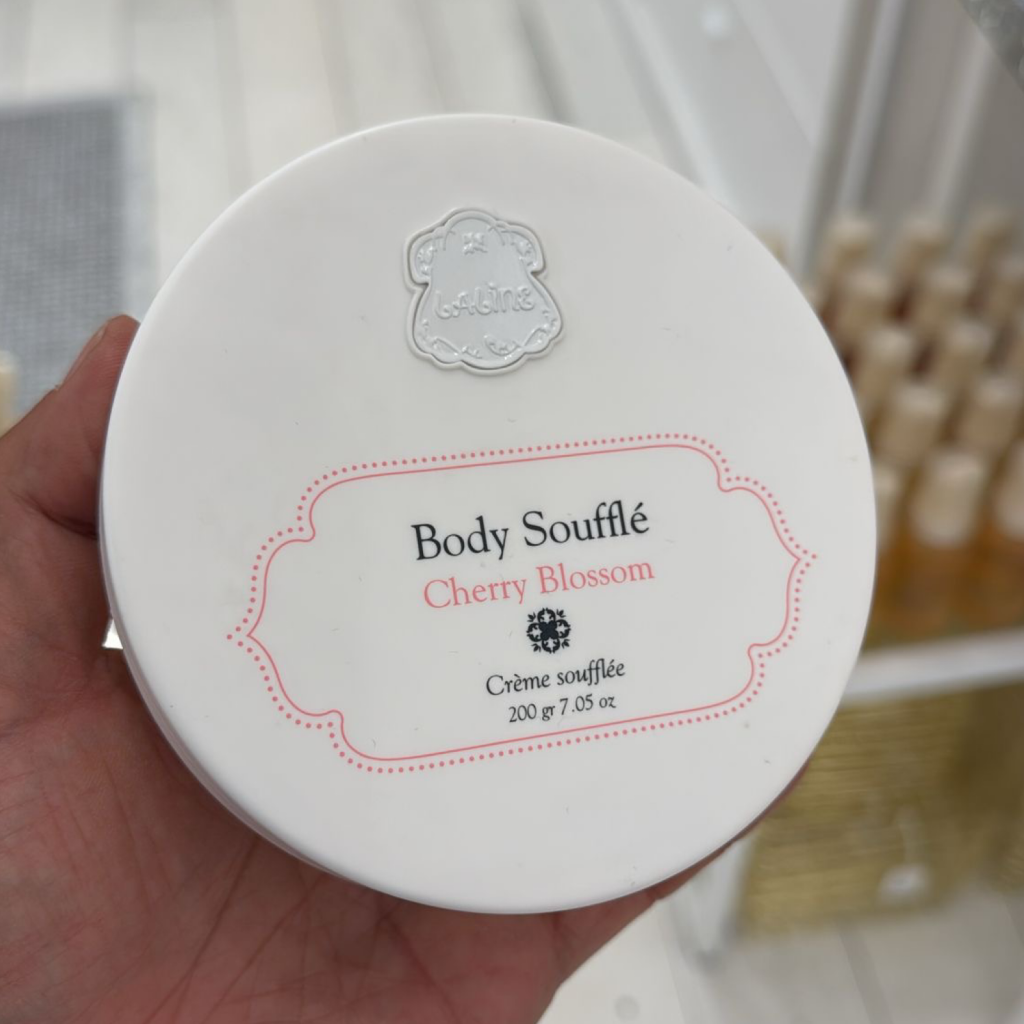 LALINE
Body Soufflé
Cherry Blossom
Crème soufflée
200 gr 7.05 oz